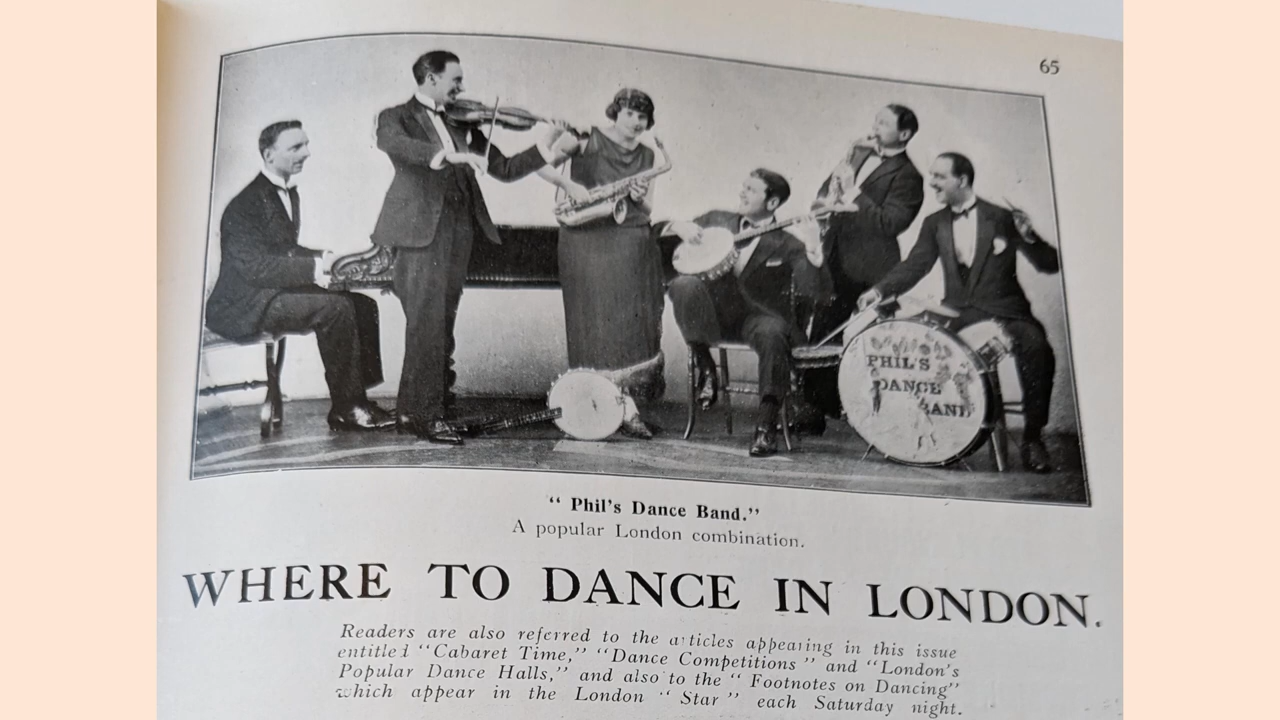 65
PHIL'S
DANCE
BAND
“ Phil's Dance Band.”
A popular London combination.
WHERE TO DANCE IN LONDON.
Readers are also referred to the articles appearing in this issue
entitled “Cabaret Time,” “Dance Competitions ” and “London's
Popular Dance Halls,” and also to the “ Footnotes on Dancing”
which appear in the London “ Star ” each Saturday night.